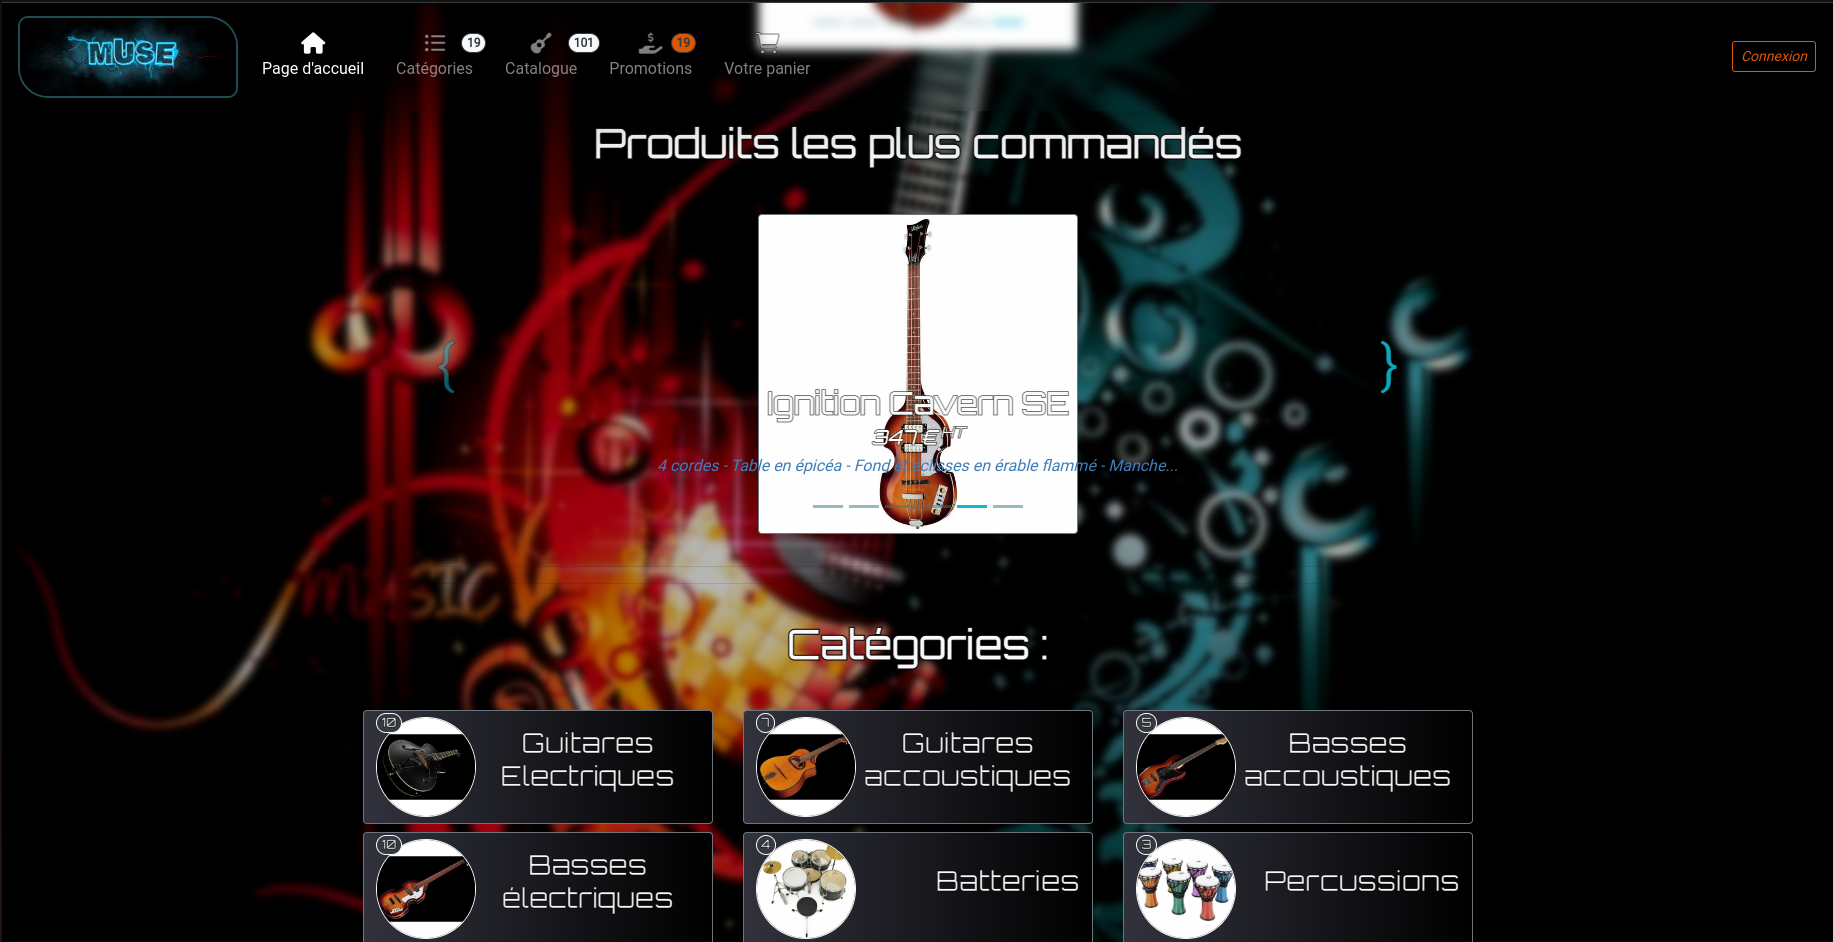 MUSE
Page d'accueil
19
Catégories
101
Catalogue
19
Promotions
Votre panier
Connexion
Produits les plus commandés
{
}
Ignition Cavern SE
347 € HT
4 cordes - Table en épicéa - Fond et éclisses en érable flammé - Manche...
MUSIC
Catégories :
10
Guitares
Electriques
7
Guitares
accoustiques
5
Basses
accoustiques
10
Basses
électriques
4
Batteries
3
Percussions